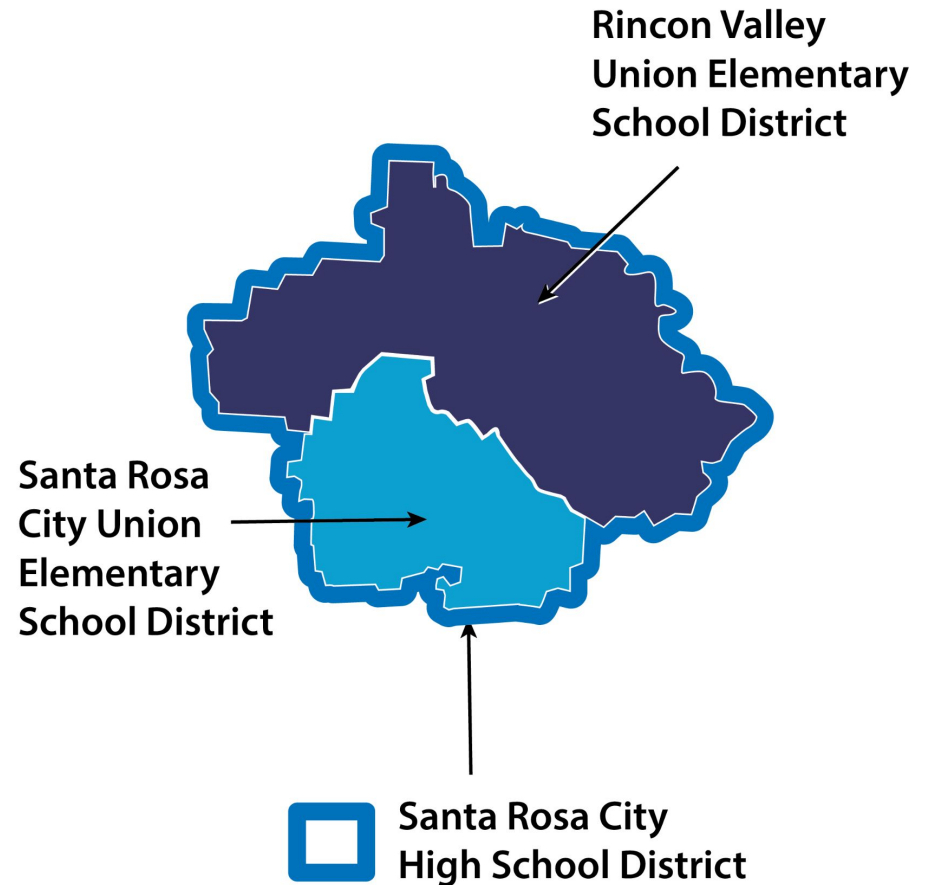 Rincon Valley
Union Elementary
School District
Santa Rosa
City Union
Elementary
School District
Santa Rosa City
High School District